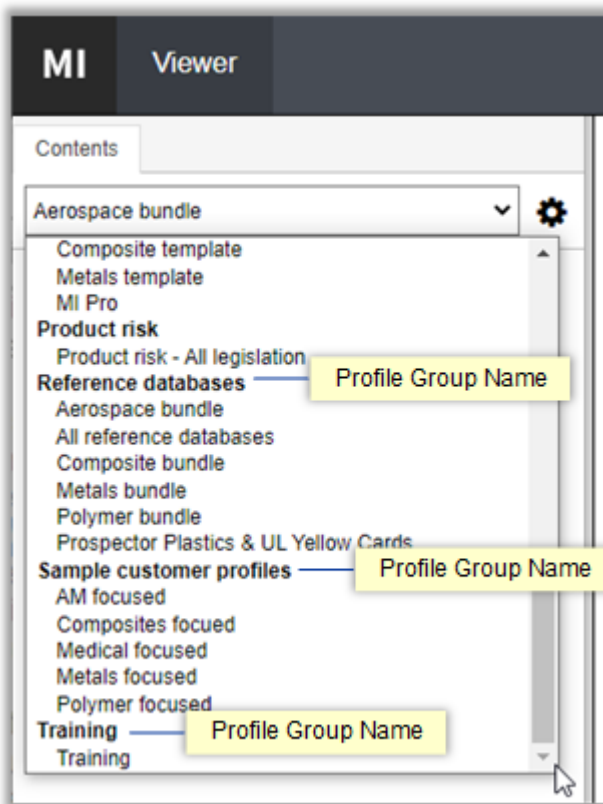 MI Viewer
Contents
Aerospace bundle
Composite template
Metals template
MI Pro
Product risk
Product risk - All legislation
Reference databases Profile Group Name
Aerospace bundle
All reference databases
Composite bundle
Metals bundle
Polymer bundle
Prospector Plastics & UL Yellow Cards
Sample customer profiles Profile Group Name
AM focused
Composites focued
Medical focused
Metals focused
Polymer focused
Training Profile Group Name
Training